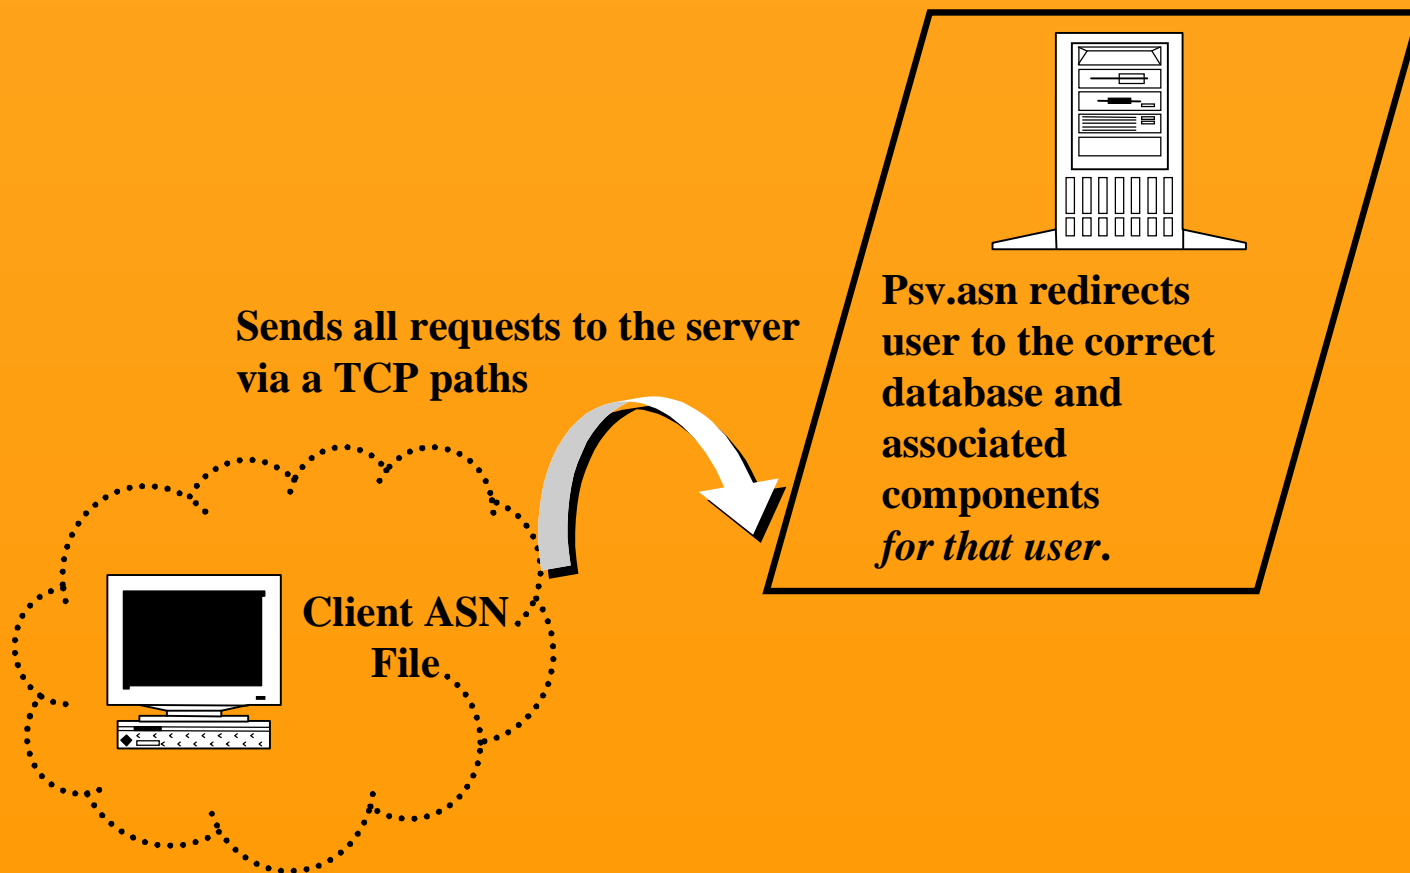 Sends all requests to the server
via a TCP paths
Client ASN
File
Psv.asn redirects
user to the correct
database and
associated
components
for that user.